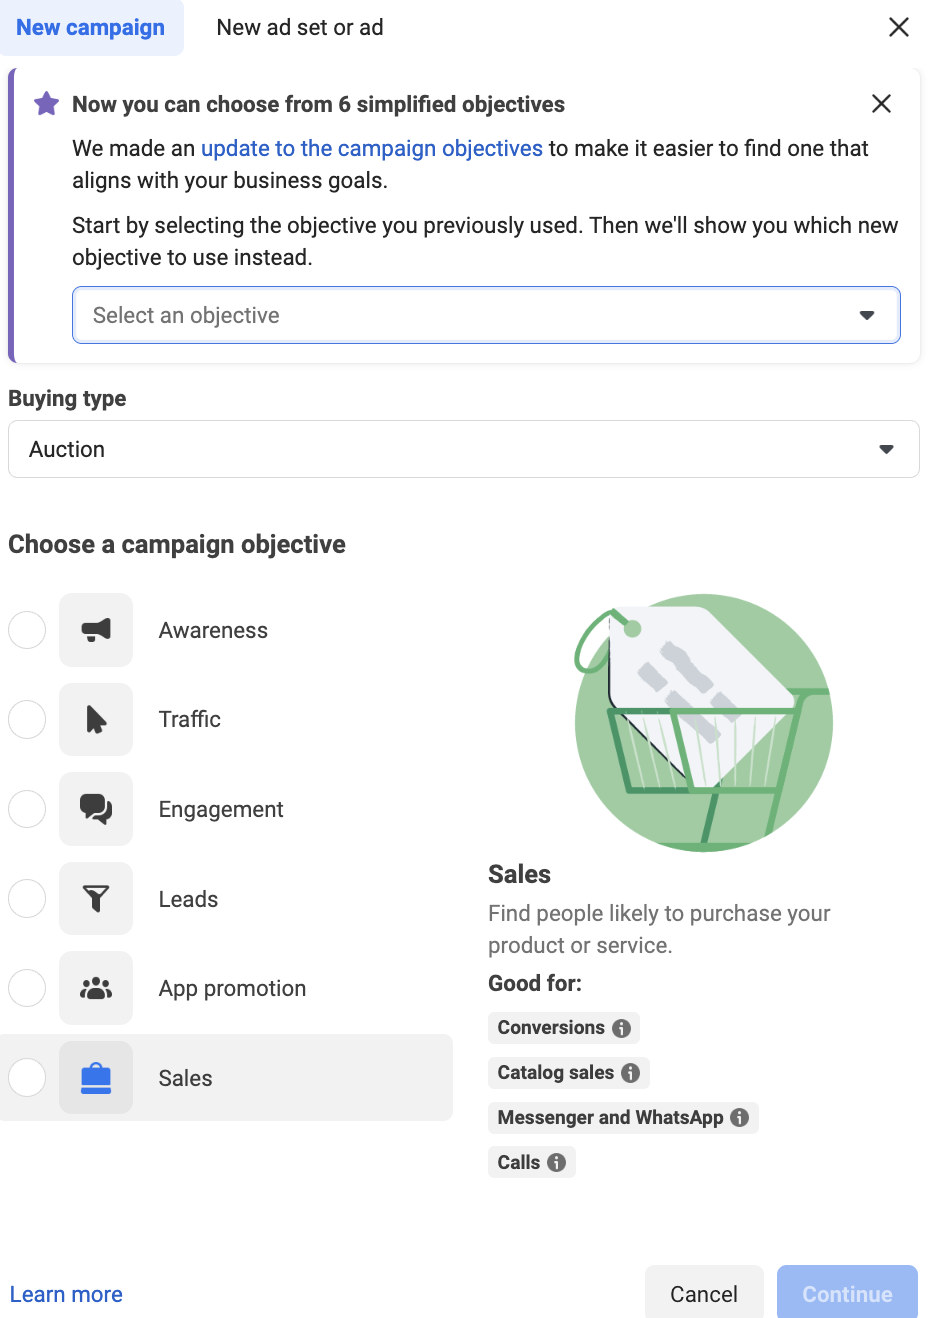 New campaign
New ad set or ad
Now you can choose from 6 simplified objectives
We made an update to the campaign objectives to make it easier to find one that
aligns with your business goals.
Start by selecting the objective you previously used. Then we'll show you which new
objective to use instead.
Select an objective
Buying type
Auction
Choose a campaign objective
Awareness
Traffic
Engagement
Leads
App promotion
Sales
Sales
Find people likely to purchase your
product or service.
Good for:
Conversions
Catalog sales
Messenger and WhatsApp
Calls
Learn more
Cancel
Continue